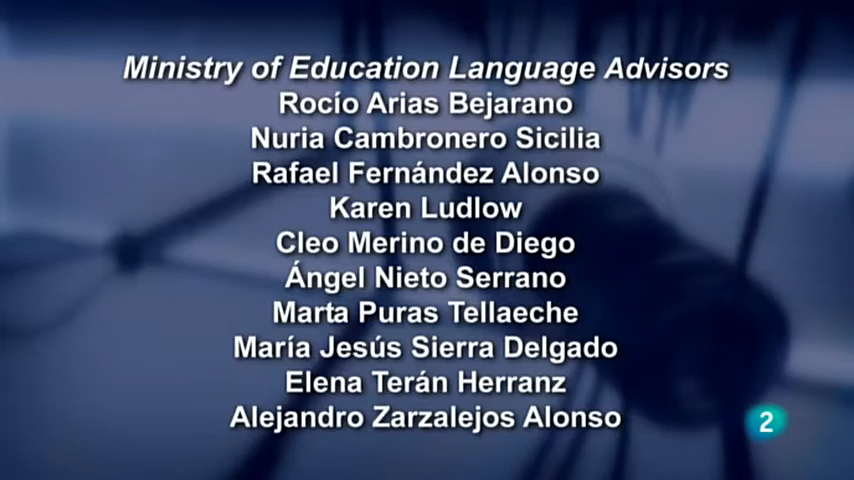 Ministry of Education Language Advisors
Rocío Arias Bejarano
Nuria Cambronero Sicilia
Rafael Fernández Alonso
Karen Ludlow
Cleo Merino de Diego
Ángel Nieto Serrano
Marta Puras Tellaeche
María Jesús Sierra Delgado
Elena Terán Herranz
Alejandro Zarzalejos Alonso
2